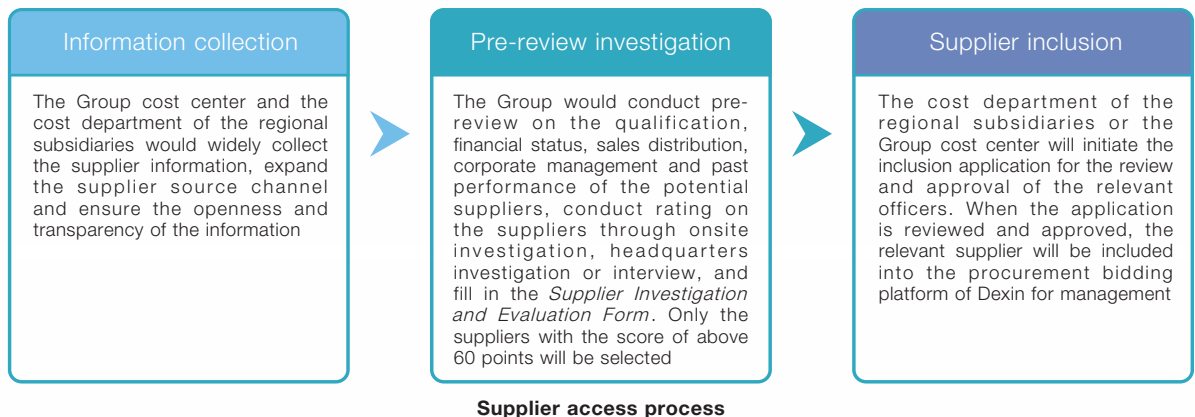 Information collection
The Group cost center and the
cost department of the regional
subsidiaries would widely collect
the supplier information, expand
the supplier source channel
and ensure the openness and
transparency of the information
Pre-review investigation
The Group would conduct pre-
review on the qualification,
financial status, sales distribution,
corporate management and past
performance of the potential
suppliers, conduct rating on
the suppliers through onsite
investigation, headquarters
investigation or interview, and
fill in the Supplier Investigation
and Evaluation Form. Only the
suppliers with the score of above
60 points will be selected
Supplier inclusion
The cost department of the
regional subsidiaries or the
Group cost center will initiate the
inclusion application for the review
and approval of the relevant
officers. When the application
is reviewed and approved, the
relevant supplier will be included
into the procurement bidding
platform of Dexin for management
Supplier access process